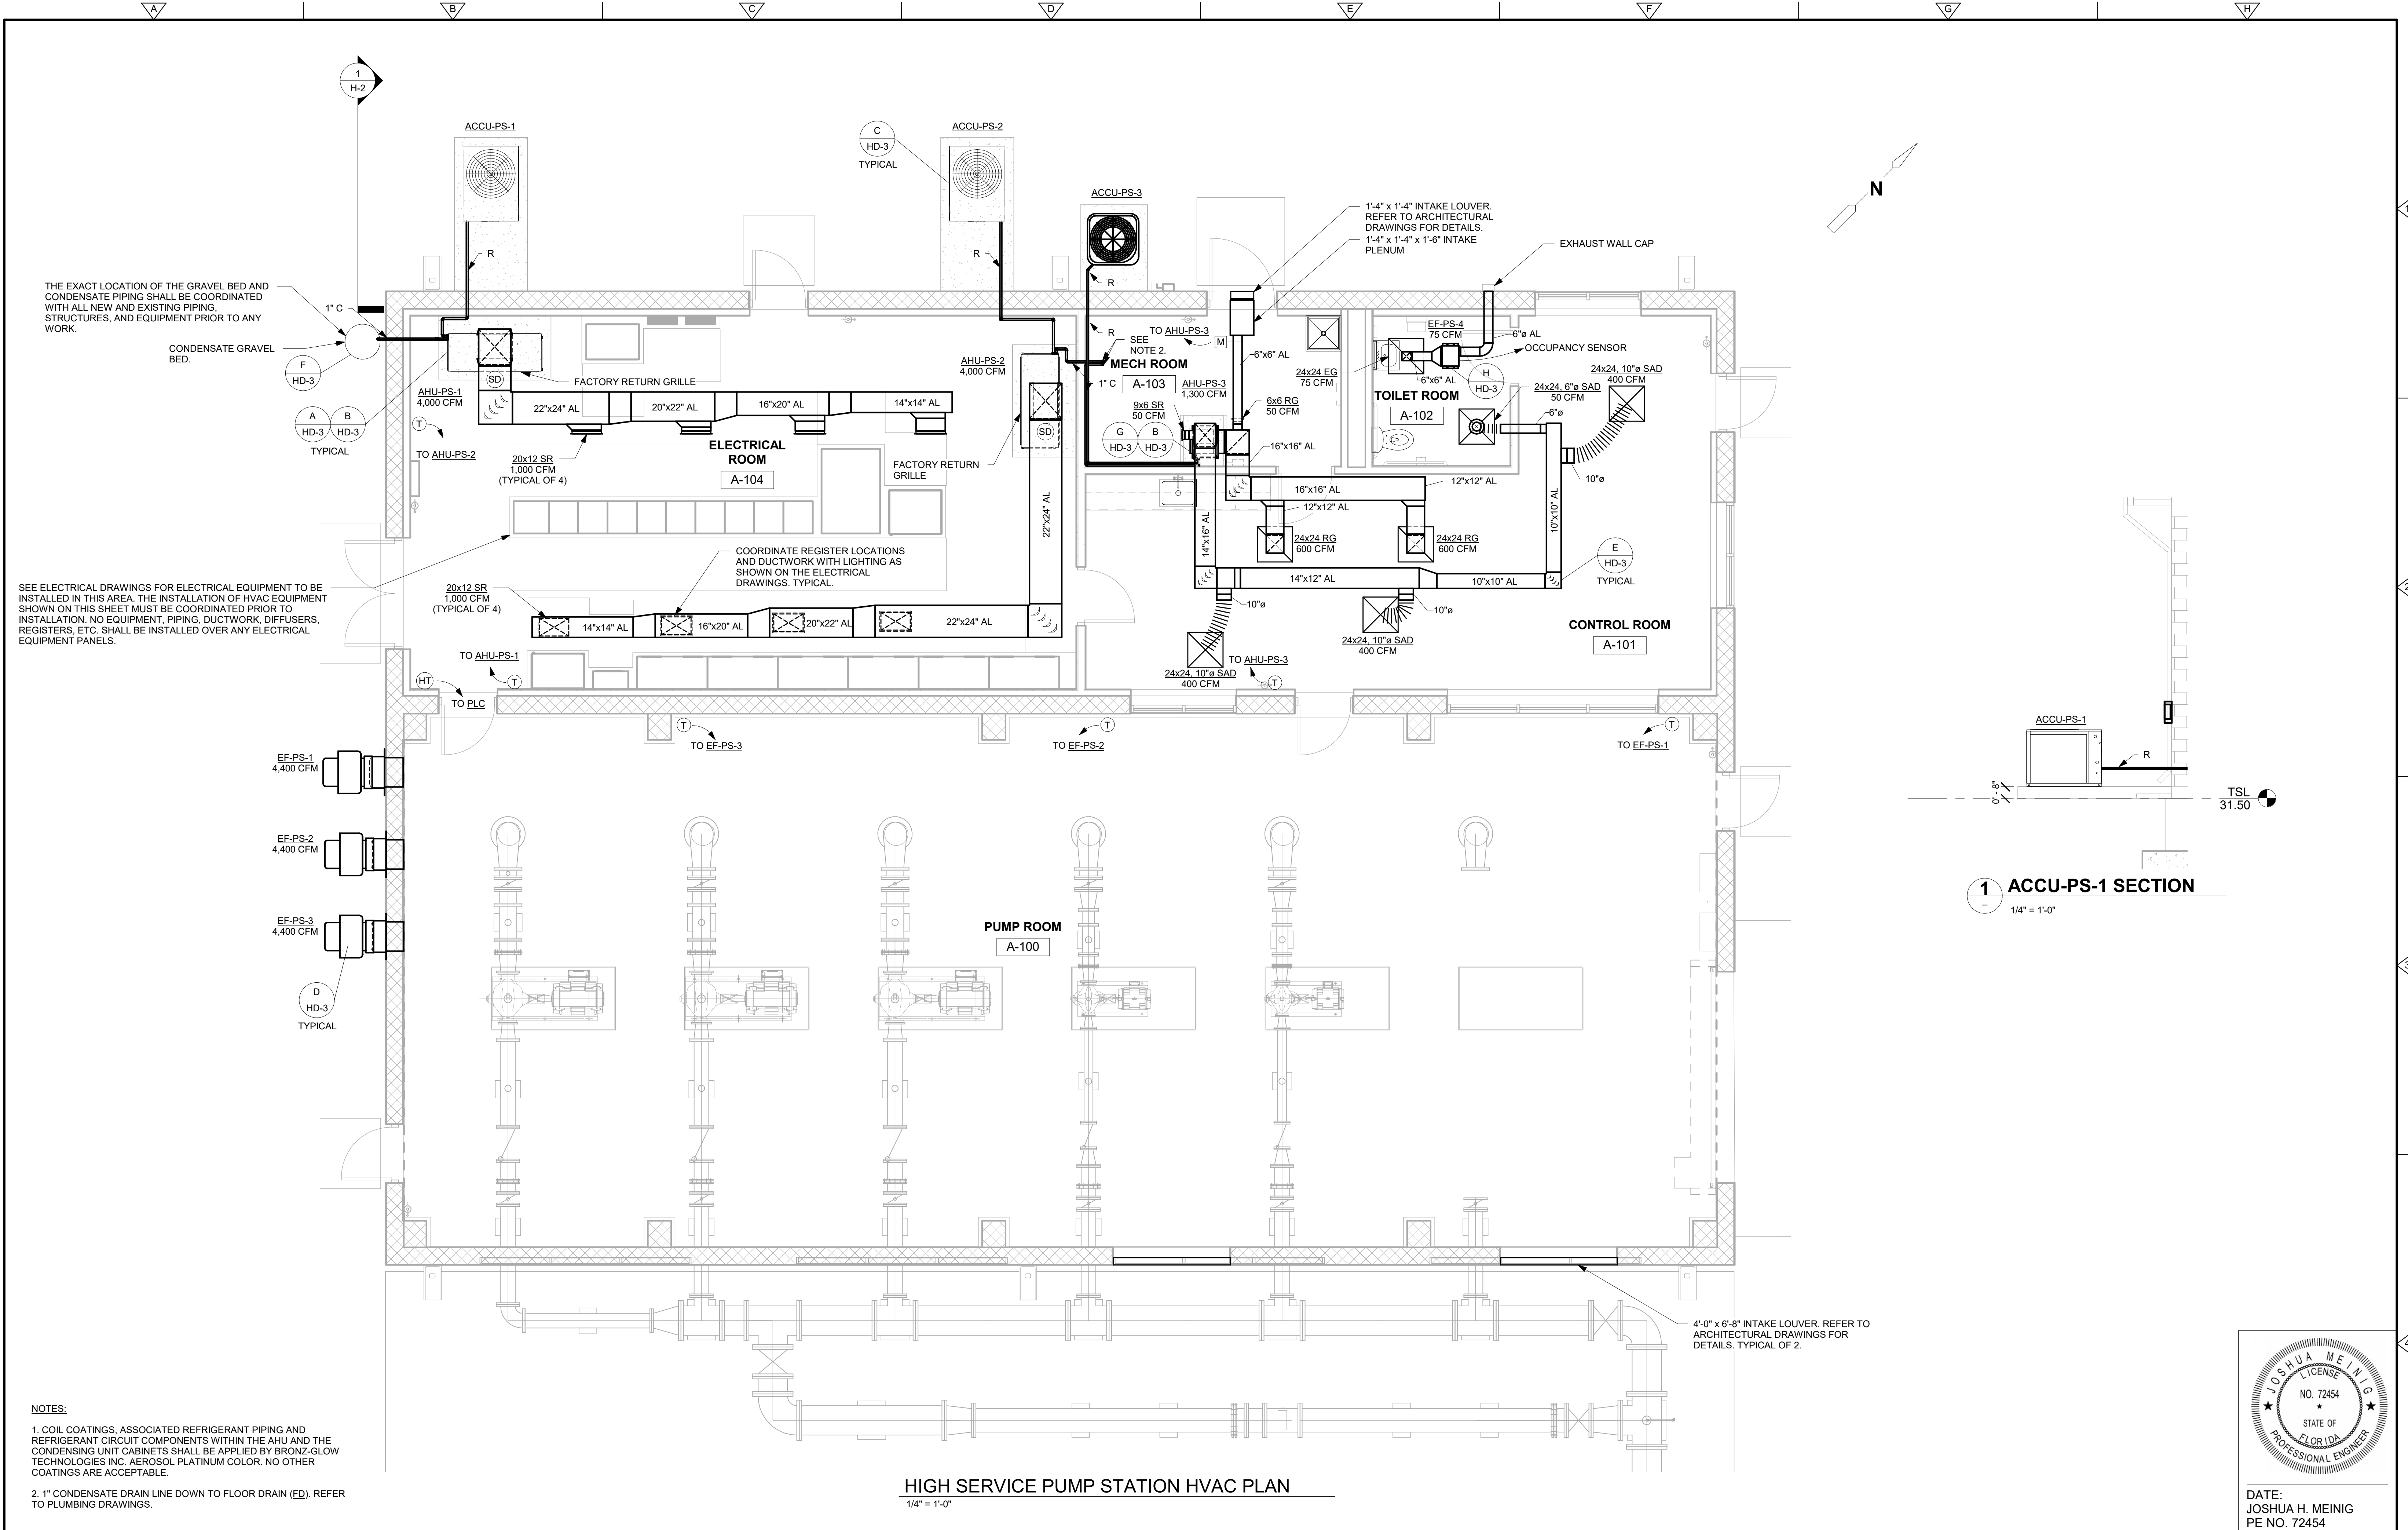 A
B
C
D
E
F
G
H
1
H-2
ACCU-PS-1
C
HD-3
TYPICAL
ACCU-PS-2
ACCU-PS-3
N
1'-4" x 1'-4" INTAKE LOUVER.
REFER TO ARCHITECTURAL
DRAWINGS FOR DETAILS.
1'-4" x 1'-4" x 1'-6" INTAKE
PLENUM
EXHAUST WALL CAP
R
R
R
R
THE EXACT LOCATION OF THE GRAVEL BED AND
CONDENSATE PIPING SHALL BE COORDINATED
WITH ALL NEW AND EXISTING PIPING,
STRUCTURES, AND EQUIPMENT PRIOR TO ANY
WORK.
1" C
CONDENSATE GRAVEL
BED.
F
HD-3
A
HD-3
B
HD-3
TYPICAL
AHU-PS-1
4,000 CFM
SD
FACTORY RETURN GRILLE
T
TO AHU-PS-2
22"x24" AL
20"x22" AL
16"x20" AL
14"x14" AL
20x12 SR
1,000 CFM
(TYPICAL OF 4)
ELECTRICAL
ROOM
A-104
AHU-PS-2
4,000 CFM
SD
FACTORY RETURN
GRILLE
22"x24" AL
TO AHU-PS-3
M
SEE
NOTE 2.
MECH ROOM
A-103
1" C
AHU-PS-3
1,300 CFM
9x6 SR
50 CFM
G
HD-3
B
HD-3
6"x6" AL
6x6 RG
50 CFM
16"x16" AL
EF-PS-4
75 CFM
6"ø AL
OCCUPANCY SENSOR
24x24 EG
75 CFM
6"x6" AL
H
HD-3
TOILET ROOM
A-102
24x24, 6"ø SAD
50 CFM
6"ø
24x24, 10"ø SAD
400 CFM
10"ø
16"x16" AL
12"x12" AL
12"x12" AL
10"x10" AL
14"x16" AL
24x24 RG
600 CFM
24x24 RG
600 CFM
E
HD-3
TYPICAL
14"x12" AL
10"x10" AL
10"ø
10"ø
24x24, 10"ø SAD
400 CFM
24x24, 10"ø SAD
400 CFM
CONTROL ROOM
A-101
TO AHU-PS-3
T
COORDINATE REGISTER LOCATIONS
AND DUCTWORK WITH LIGHTING AS
SHOWN ON THE ELECTRICAL
DRAWINGS. TYPICAL.
SEE ELECTRICAL DRAWINGS FOR ELECTRICAL EQUIPMENT TO BE
INSTALLED IN THIS AREA. THE INSTALLATION OF HVAC EQUIPMENT
SHOWN ON THIS SHEET MUST BE COORDINATED PRIOR TO
INSTALLATION. NO EQUIPMENT, PIPING, DUCTWORK, DIFFUSERS,
REGISTERS, ETC. SHALL BE INSTALLED OVER ANY ELECTRICAL
EQUIPMENT PANELS.
20x12 SR
1,000 CFM
(TYPICAL OF 4)
14"x14" AL
16"x20" AL
20"x22" AL
22"x24" AL
TO AHU-PS-1
T
HT
TO PLC
T
TO EF-PS-3
T
TO EF-PS-2
T
TO EF-PS-1
EF-PS-1
4,400 CFM
EF-PS-2
4,400 CFM
EF-PS-3
4,400 CFM
D
HD-3
TYPICAL
PUMP ROOM
A-100
ACCU-PS-1
R
0' - 8"
TSL
31.50
1
–
ACCU-PS-1 SECTION
1/4" = 1'-0"
4'-0" x 6'-8" INTAKE LOUVER. REFER TO
ARCHITECTURAL DRAWINGS FOR
DETAILS. TYPICAL OF 2.
NOTES:
1. COIL COATINGS, ASSOCIATED REFRIGERANT PIPING AND
REFRIGERANT CIRCUIT COMPONENTS WITHIN THE AHU AND THE
CONDENSING UNIT CABINETS SHALL BE APPLIED BY BRONZ-GLOW
TECHNOLOGIES INC. AEROSOL PLATINUM COLOR. NO OTHER
COATINGS ARE ACCEPTABLE.
2. 1" CONDENSATE DRAIN LINE DOWN TO FLOOR DRAIN (FD). REFER
TO PLUMBING DRAWINGS.
HIGH SERVICE PUMP STATION HVAC PLAN
1/4" = 1'-0"
JOSHUA MEINIG
LICENSE
NO. 72454
STATE OF
FLORIDA
PROFESSIONAL ENGINEER
DATE:
JOSHUA H. MEINIG
PE NO. 72454